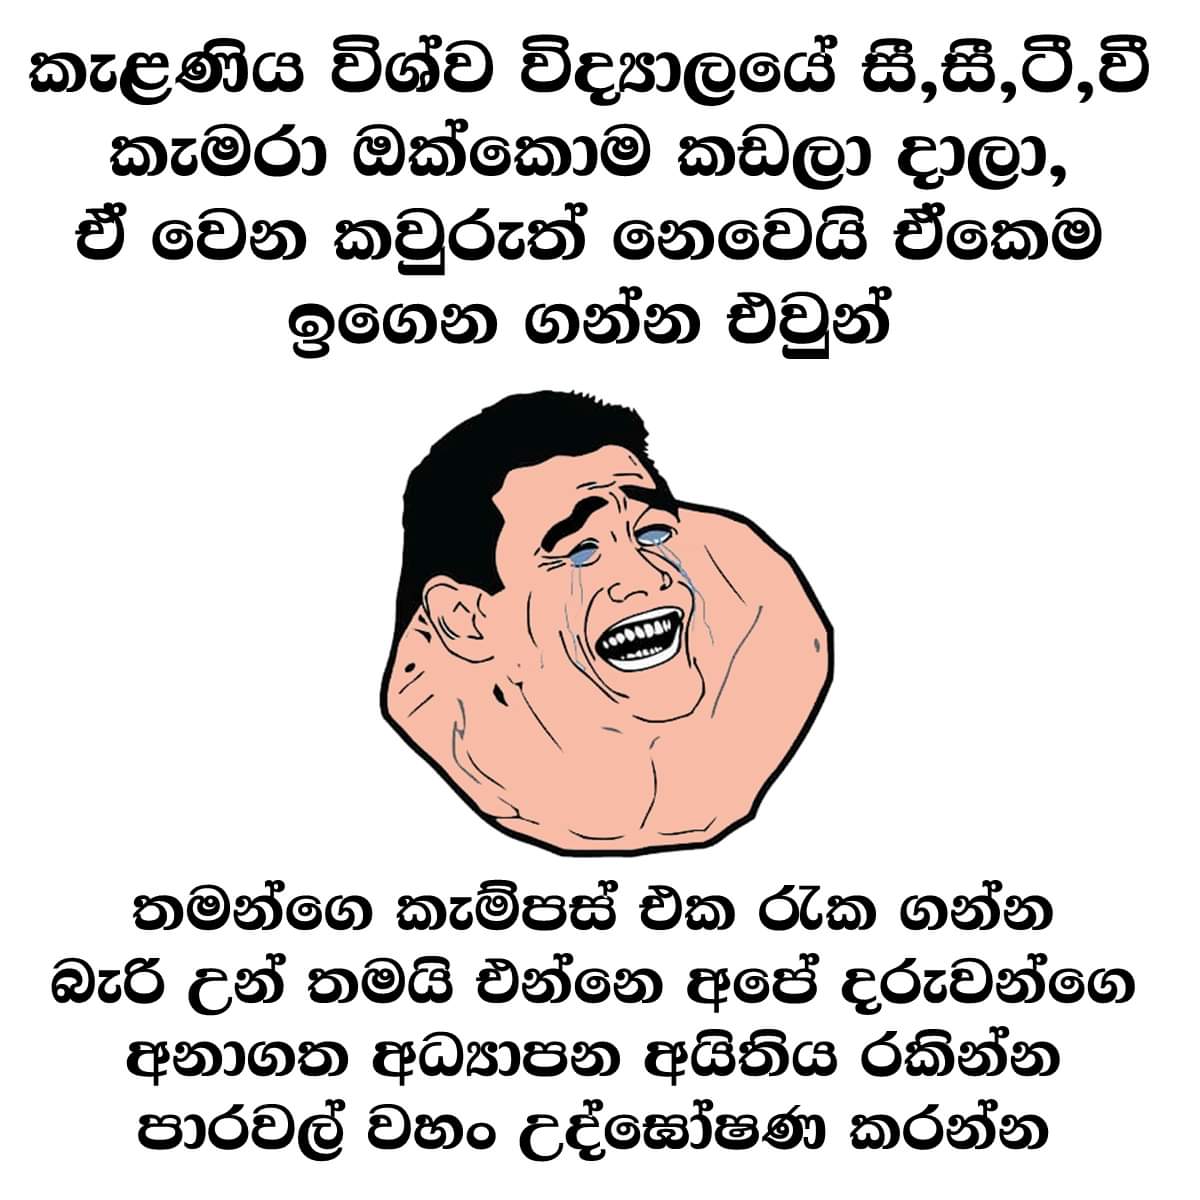 කැළණිය විශ්ව විද්‍යාලයේ සී,සී,ටී,වී
කැමරා ඔක්කොම කඩලා දාලා,
ඒ වෙන කවුරුත් නෙවෙයි ඒකෙම
ඉගෙන ගන්න එවුන්
තමන්ගෙ කැම්පස් එක රැක ගන්න
බැරි උන් තමයි එන්නෙ අපේ දරුවන්ගෙ
අනාගත අධ්‍යාපන අයිතිය රකින්න
පාරවල් වහං උද්ඝෝෂණ කරන්න